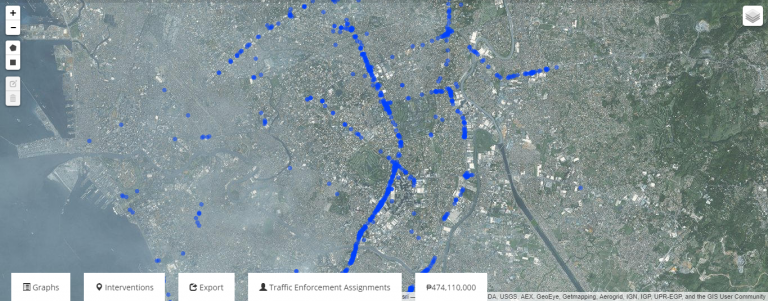 +
−
Graphs
Interventions
Export
Traffic Enforcement Assignments
₱474,110,000
DA, USGS, AEX, GeoEye, Getmapping, Aerogrid, IGN, IGP, UPR-EGP, and the GIS User Community